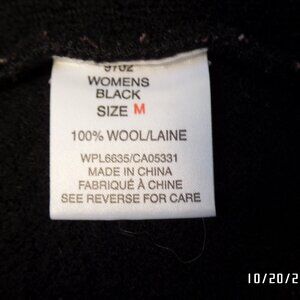 9702
WOMENS
BLACK
SIZE M
100% WOOL/LAINE
WPL6635/CA05331
MADE IN CHINA
FABRIQUÉ À CHINE
SEE REVERSE FOR CARE
10/20/2